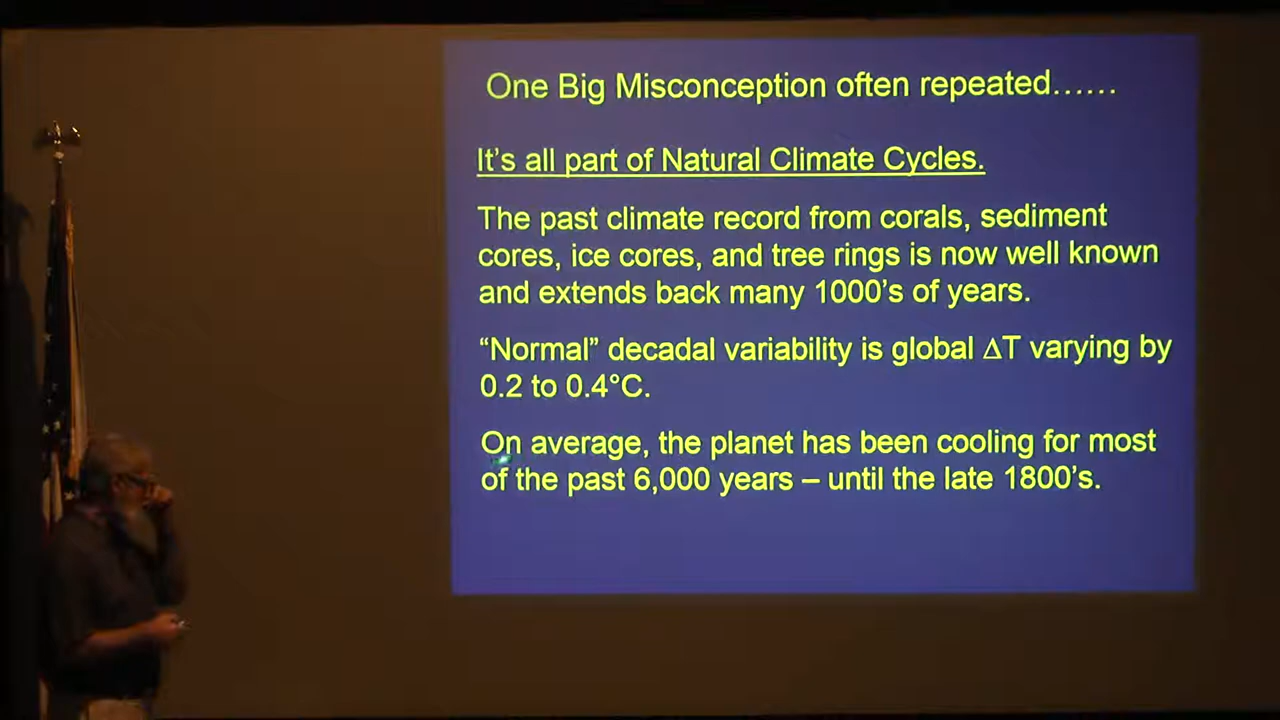 One Big Misconception often repeated……
It’s all part of Natural Climate Cycles.
The past climate record from corals, sediment
cores, ice cores, and tree rings is now well known
and extends back many 1000’s of years.
“Normal” decadal variability is global ΔT varying by
0.2 to 0.4°C.
On average, the planet has been cooling for most
of the past 6,000 years – until the late 1800’s.